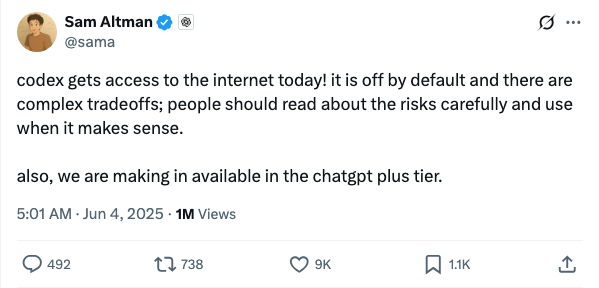 Sam Altman
@sama
codex gets access to the internet today! it is off by default and there are
complex tradeoffs; people should read about the risks carefully and use
when it makes sense.
also, we are making in available in the chatgpt plus tier.
5:01 AM · Jun 4, 2025 · 1M Views
492 738 9K 1.1K